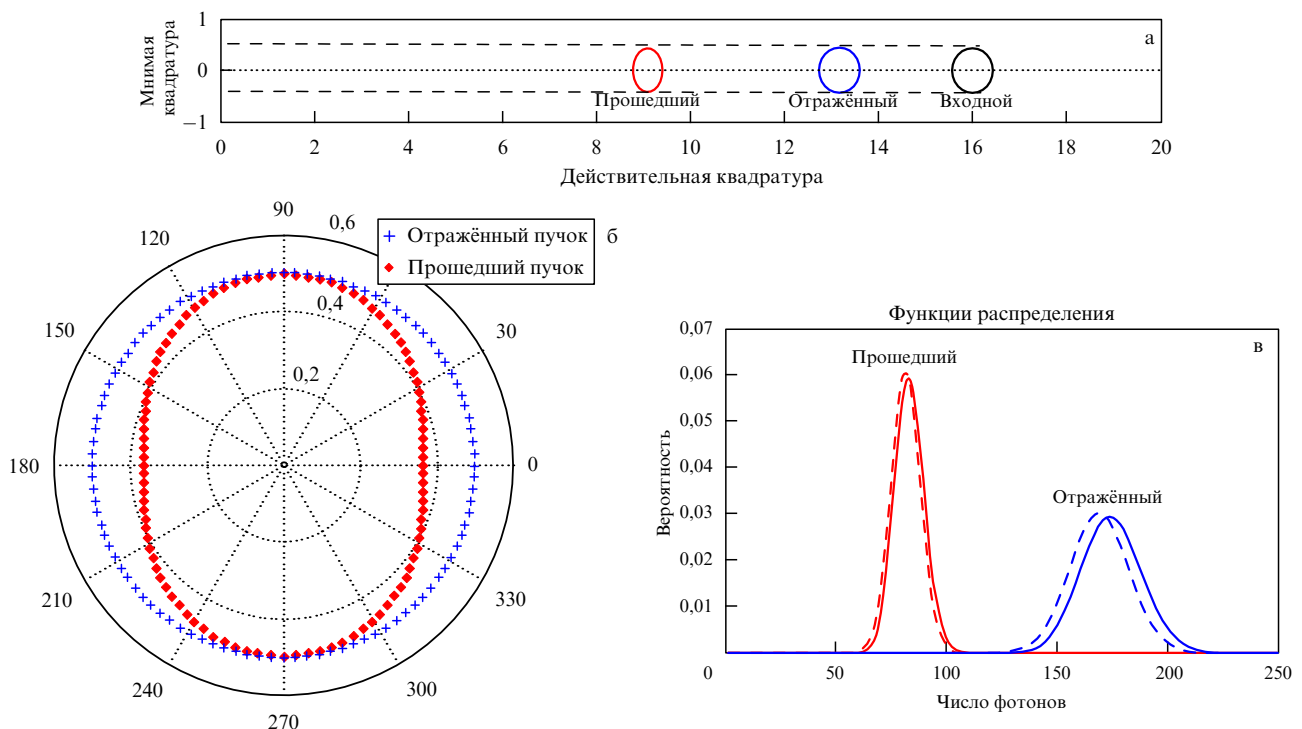 1
0
−1
Мнимая
квадратура
а
Прошедший
Отражённый
Входной
0 2 4 6 8 10 12 14 16 18 20
Действительная квадратура
90
0,6
120
+ Отражённый пучок
Прошедший пучок
б
0,4
150
30
0,2
180
0
210
330
240
300
270
Функции распределения
0,07
0,06
0,05
0,04
0,03
0,02
0,01
Вероятность
в
Прошедший
Отражённый
0 50 100 150 200 250
Число фотонов